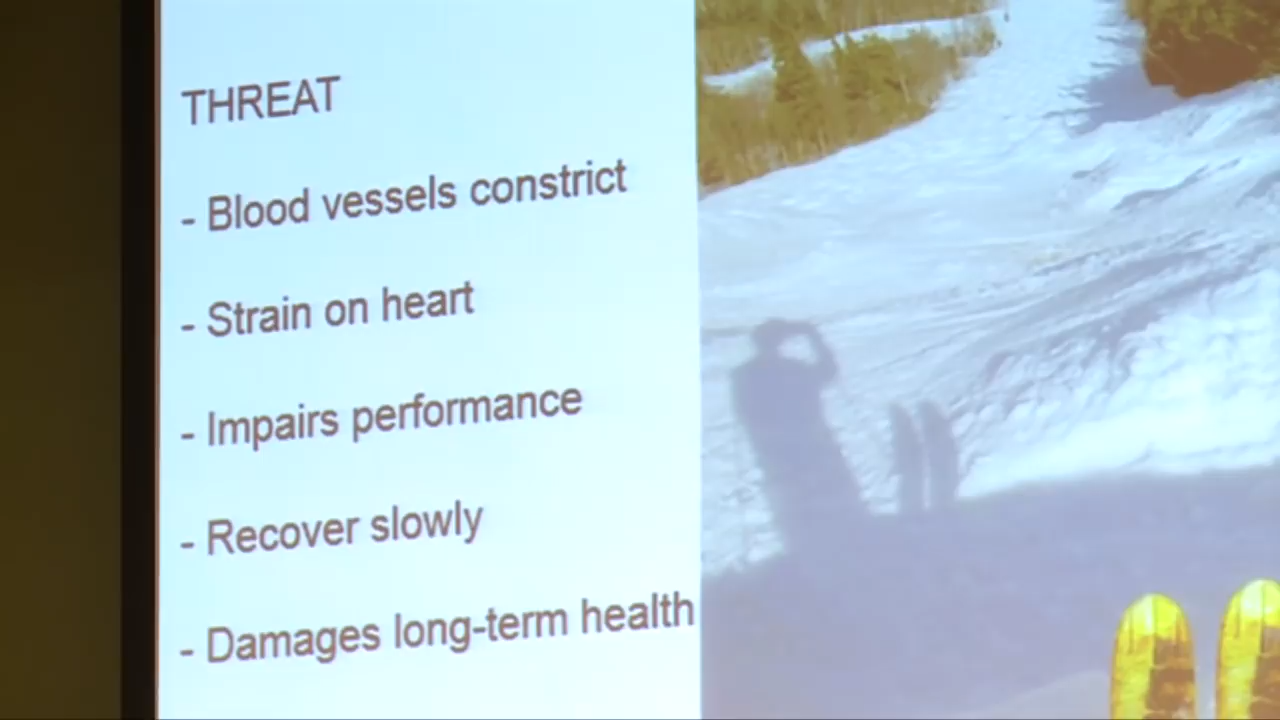 THREAT
- Blood vessels constrict
- Strain on heart
- Impairs performance
- Recover slowly
- Damages long-term health